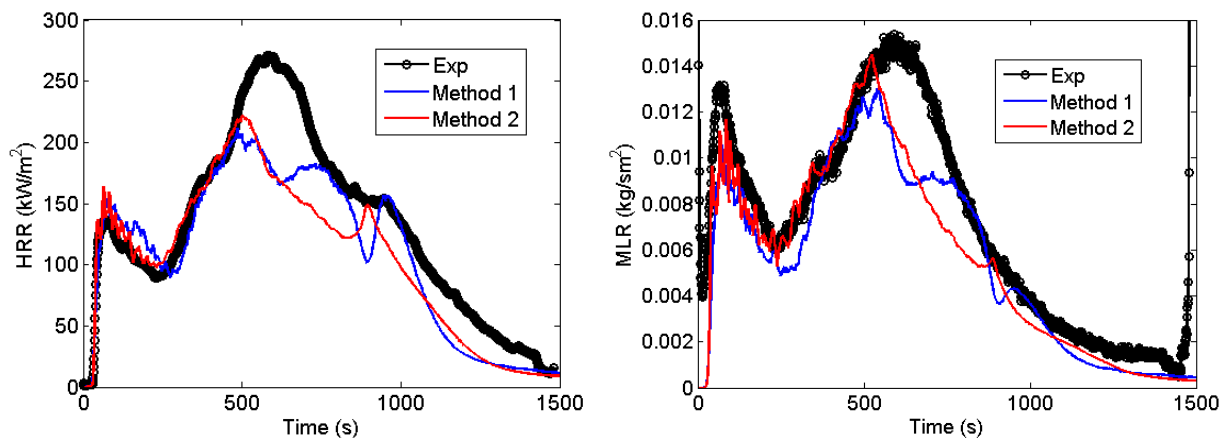 300
250
200
150
100
50
0
HRR (kW/m²)
0
500
1000
1500
Time (s)
Exp
Method 1
Method 2
0.016
0.014
0.012
0.01
0.008
0.006
0.004
0.002
0
MLR (kg/sm²)
0
500
1000
1500
Time (s)
Exp
Method 1
Method 2